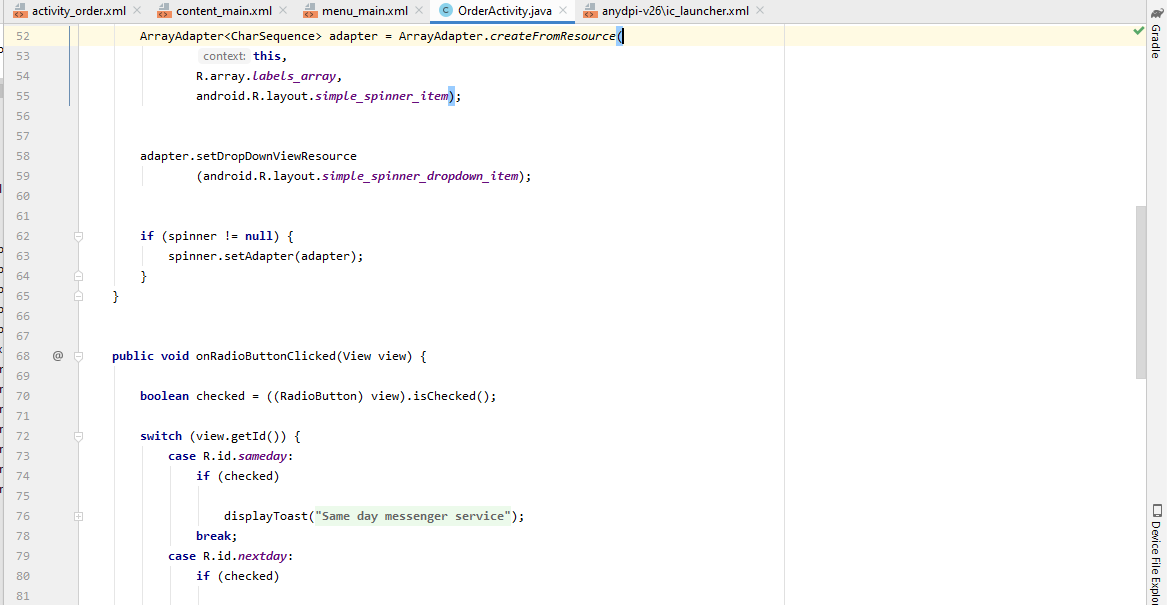 activity_order.xml content_main.xml menu_main.xml OrderActivity.java anydpi-v26\ic_launcher.xml
52 ArrayAdapter<CharSequence> adapter = ArrayAdapter.createFromResource(
53 context: this,
54 R.array.labels_array,
55 android.R.layout.simple_spinner_item);
56
57
58 adapter.setDropDownViewResource
59 (android.R.layout.simple_spinner_dropdown_item);
60
61
62 if (spinner != null) {
63 spinner.setAdapter(adapter);
64 }
65 }
66
67
68 @ public void onRadioButtonClicked(View view) {
69
70 boolean checked = ((RadioButton) view).isChecked();
71
72 switch (view.getId()) {
73 case R.id.sameday:
74 if (checked)
75
76 displayToast("Same day messenger service");
78 break;
79 case R.id.nextday:
80 if (checked)
81
Gradle
Device File Explo